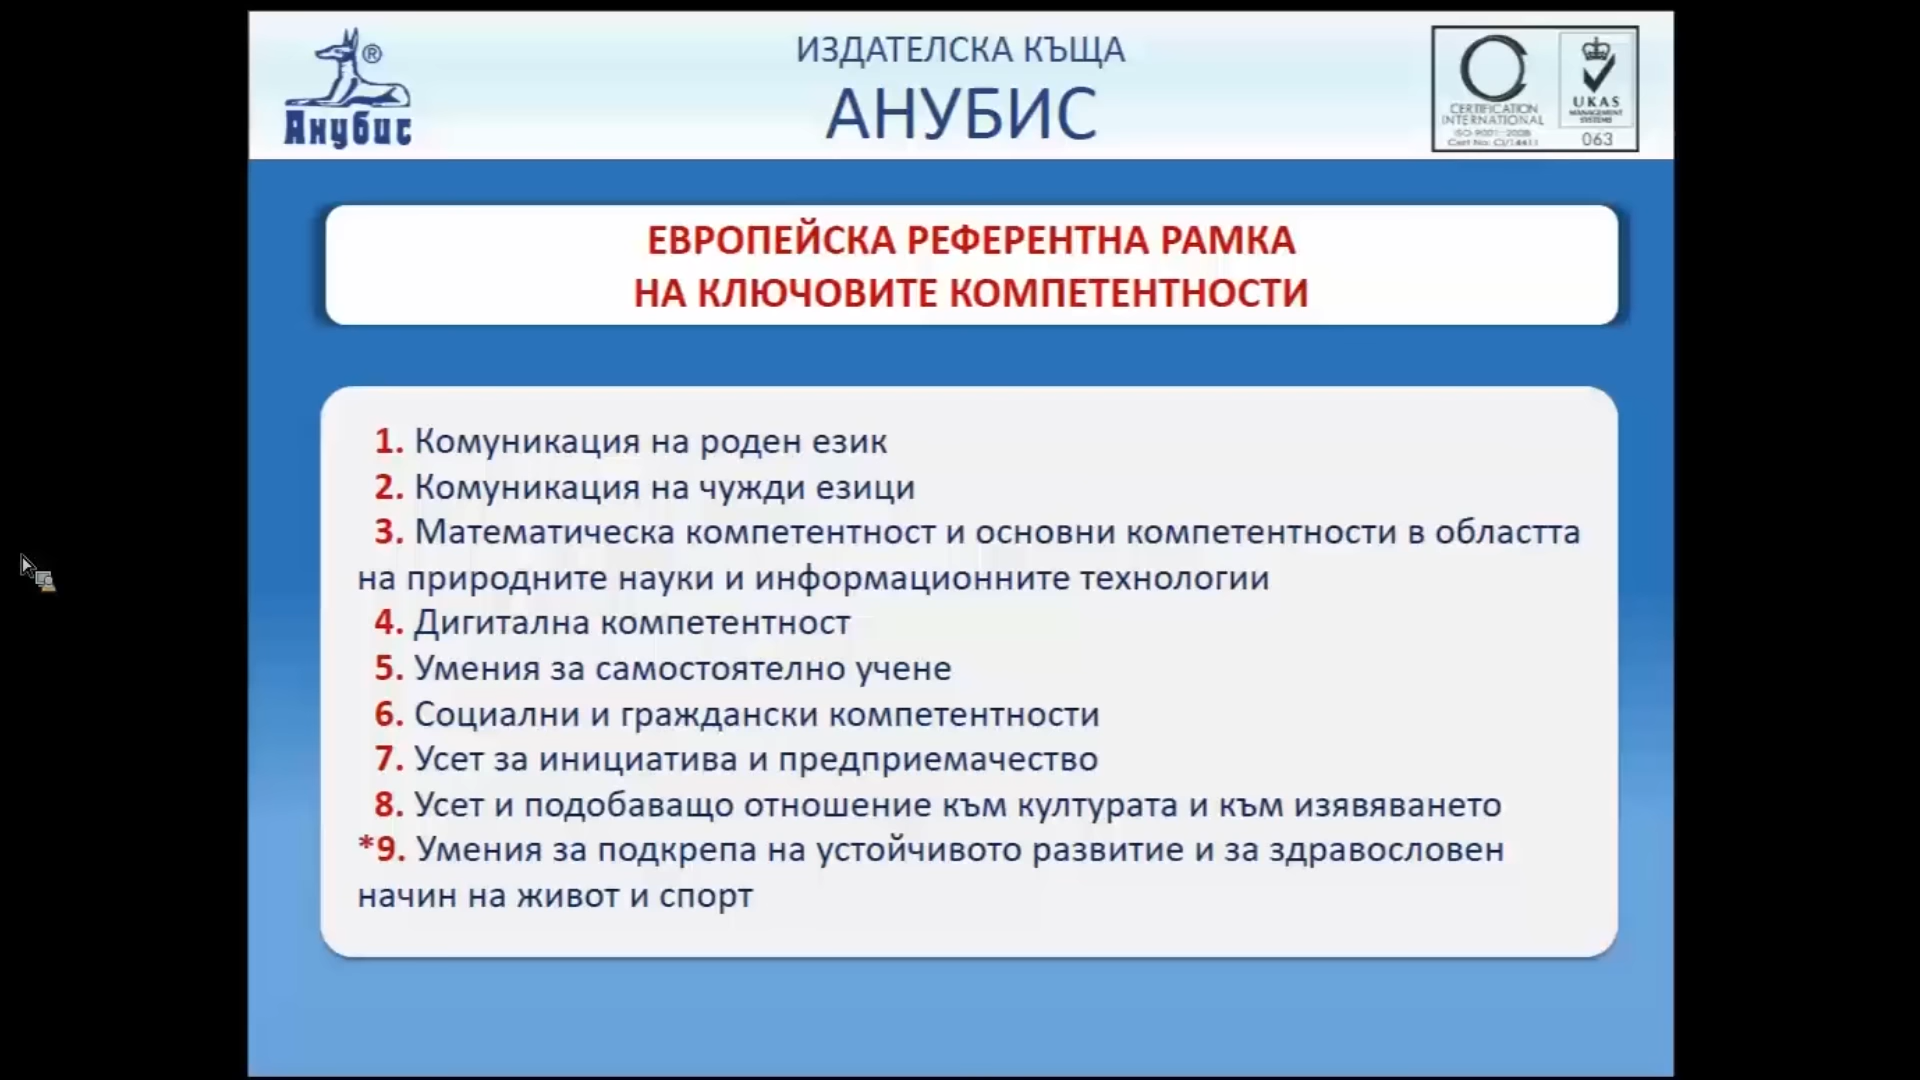 Анубис
®
ИЗДАТЕЛСКА КЪЩА
АНУБИС
CERTIFICATION
INTERNATIONAL
ISO 9001:2008
UKAS
MANAGEMENT
SYSTEMS
063
ЕВРОПЕЙСКА РЕФЕРЕНТНА РАМКА
НА КЛЮЧОВИТЕ КОМПЕТЕНТНОСТИ
1. Комуникация на роден език
2. Комуникация на чужди езици
3. Математическа компетентност и основни компетентности в областта
на природните науки и информационните технологии
4. Дигитална компетентност
5. Умения за самостоятелно учене
6. Социални и граждански компетентности
7. Усет за инициатива и предприемачество
8. Усет и подобаващо отношение към културата и към изявяването
*9. Умения за подкрепа на устойчивото развитие и за здравословен
начин на живот и спорт